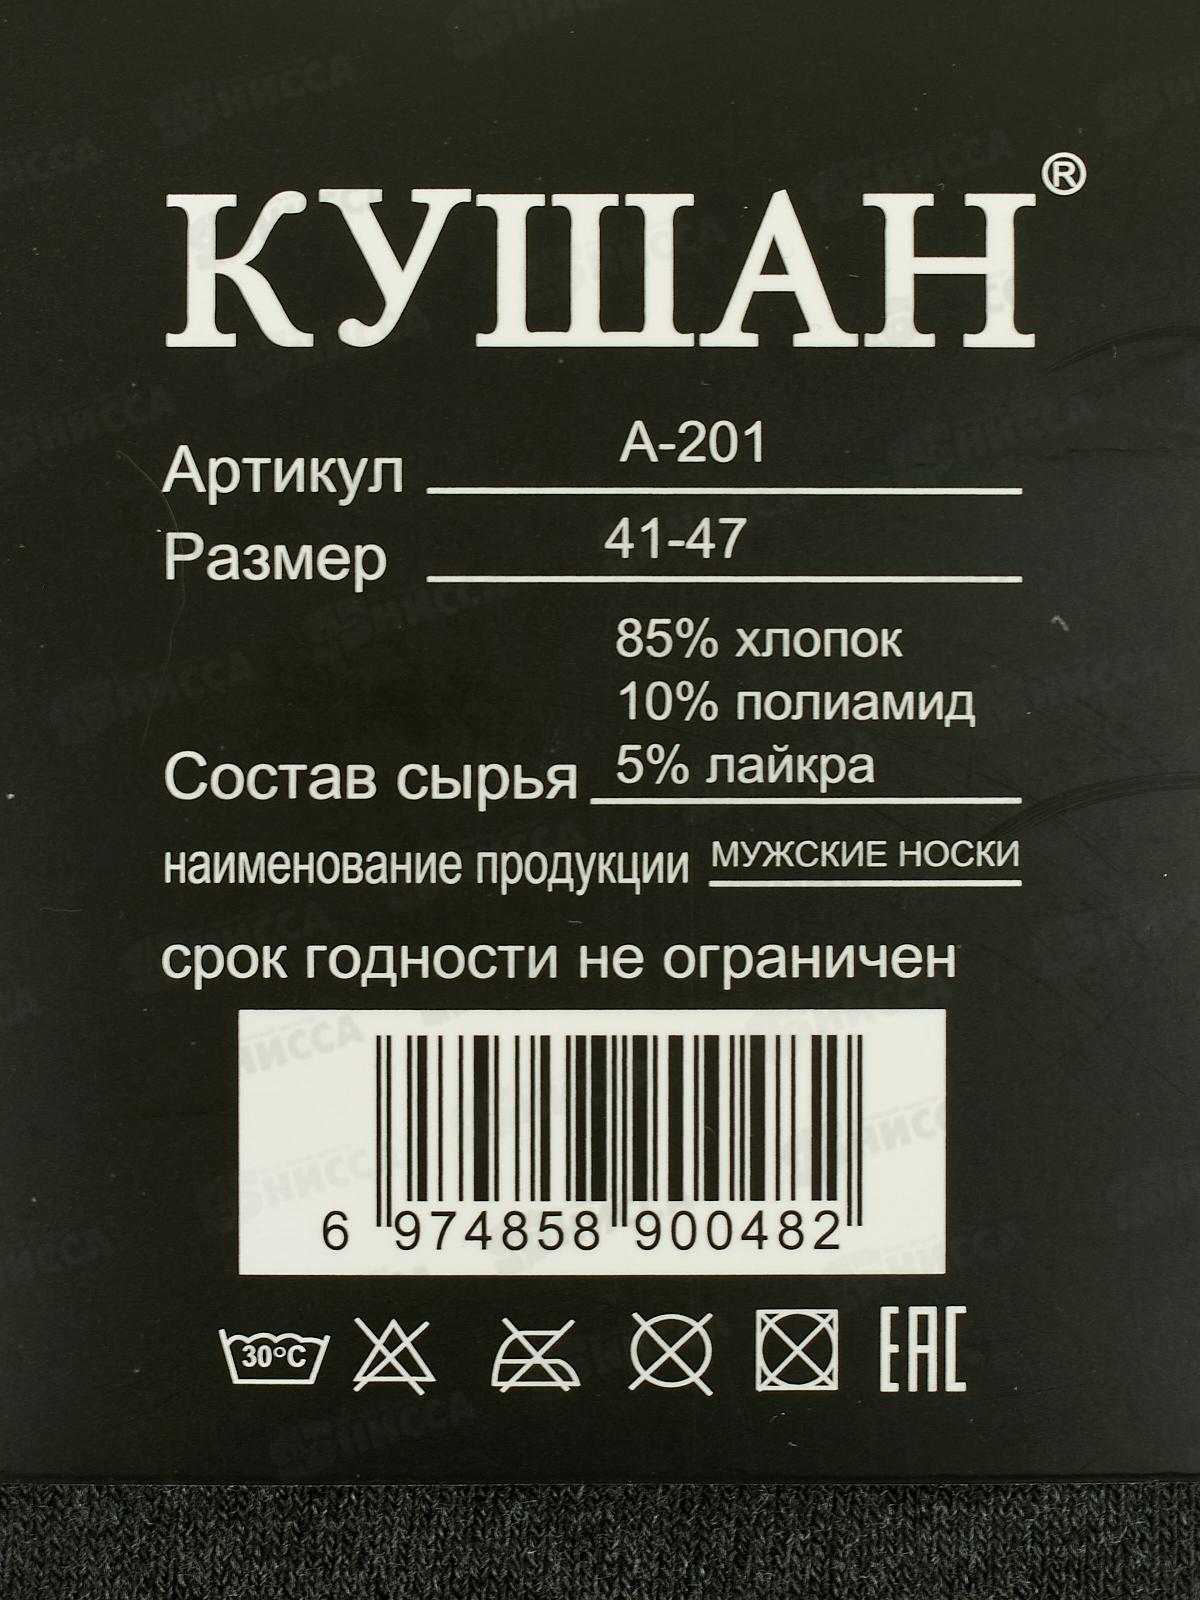 КУШАН®
Артикул А-201
Размер 41-47
85% хлопок
10% полиамид
Состав сырья 5% лайкра
наименование продукции МУЖСКИЕ НОСКИ
срок годности не ограничен
6 974858 900482
30°C EAC